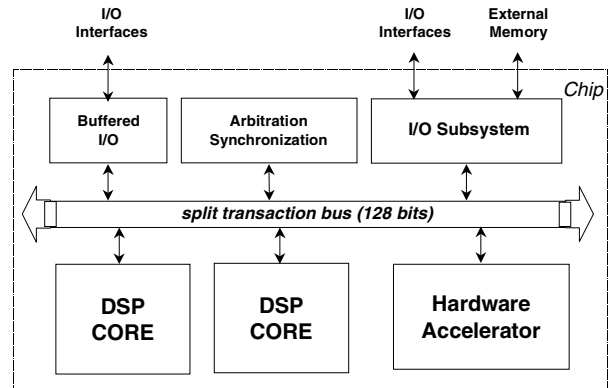 I/O
Interfaces
I/O
Interfaces
External
Memory
Chip
Buffered
I/O
Arbitration
Synchronization
I/O Subsystem
split transaction bus (128 bits)
DSP
CORE
DSP
CORE
Hardware
Accelerator